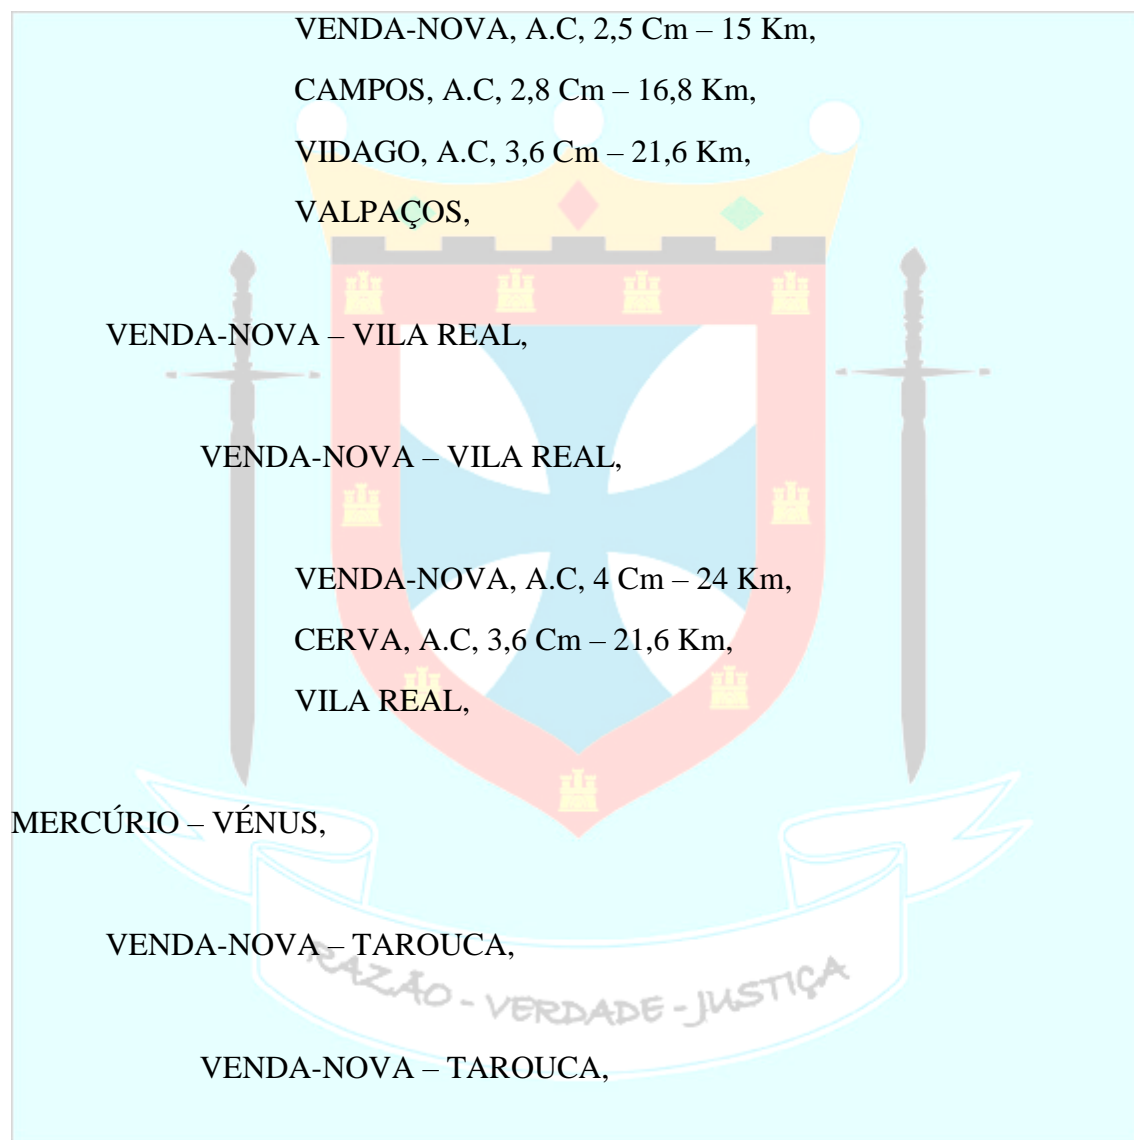 VENDA-NOVA, A.C, 2,5 Cm – 15 Km,
CAMPOS, A.C, 2,8 Cm – 16,8 Km,
VIDAGO, A.C, 3,6 Cm – 21,6 Km,
VALPAÇOS,
VENDA-NOVA – VILA REAL,
VENDA-NOVA – VILA REAL,
VENDA-NOVA, A.C, 4 Cm – 24 Km,
CERVA, A.C, 3,6 Cm – 21,6 Km,
VILA REAL,
MERCÚRIO – VÉNUS,
VENDA-NOVA – TAROUCA,
RAZÃO - VERDADE - JUSTIÇA
VENDA-NOVA – TAROUCA,